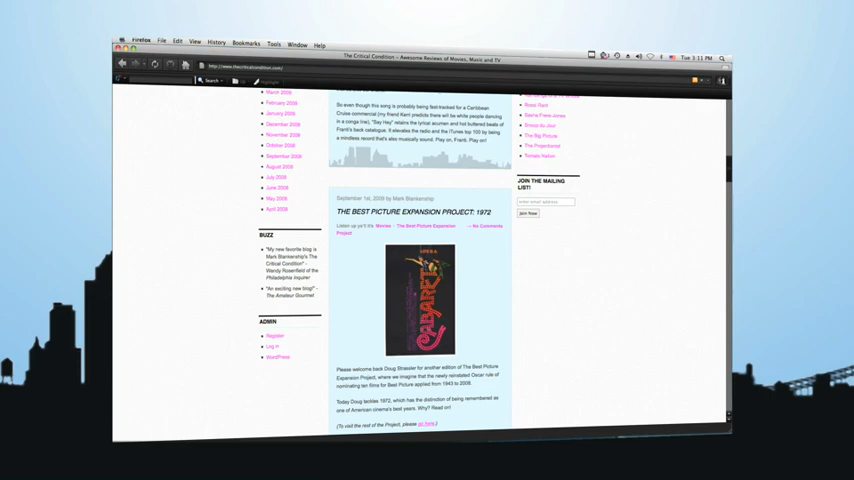 Firefox File Edit View History Bookmarks Tools Window Help
Tue 3:11 PM
The Critical Condition – Awesome Reviews of Movies, Music and TV
http://www.thecriticalcondition.com/
Search
March 2009
February 2009
January 2009
December 2008
November 2008
October 2008
September 2008
August 2008
July 2008
June 2008
May 2008
April 2008
BUZZ
"My new favorite blog is
Mark Blankenship's The
Critical Condition" -
Wendy Rosenfield of the
Philadelphia Inquirer
"An exciting new blog!" -
The Amateur Gourmet
ADMIN
Register
Log in
WordPress
So even though this song is probably being fast-tracked for a Caribbean
Cruise commercial (my friend Kent predicts there will be white people dancing
in a conga line), "Say Hey" retains the lyrical acumen and hot buttered beats of
Franti's back catalogue. It elevates the radio and the iTunes top 100 by being
a mindless record that's also musically sound. Play on, Franti. Play on!
September 1st, 2009 by Mark Blankenship
THE BEST PICTURE EXPANSION PROJECT: 1972
Listen up ya'll it's Movies - The Best Picture Expansion
Project
No Comments
OPERA
CABARET
Please welcome back Doug Strassler for another edition of The Best Picture
Expansion Project, where we imagine that the newly reinstated Oscar rule of
nominating ten films for Best Picture applied from 1943 to 2008.
Today Doug tackles 1972, which has the distinction of being remembered as
one of American cinema's best years. Why? Read on!
(To visit the rest of the Project, please go here.)
Royal Rant
Sasha Frere-Jones
Snood du Jour
The Big Picture
The Projectionist
Tomato Nation
JOIN THE MAILING
LIST!
enter email address
Join Now